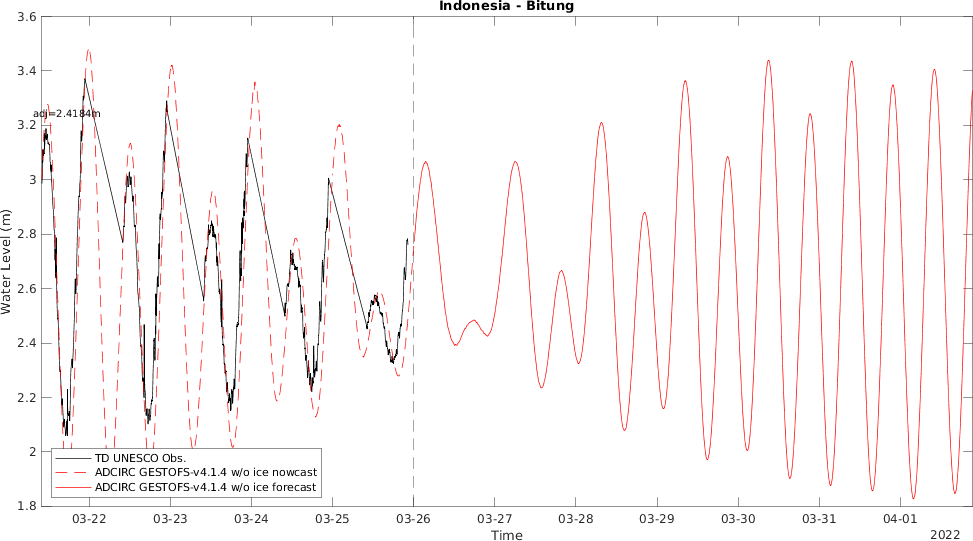 Indonesia - Bitung
Water Level (m)
3.6
3.4
3.2
3
2.8
2.6
2.4
2.2
2
1.8
adj=2.4184m
TD UNESCO Obs.
ADCIRC GESTOFS-v4.1.4 w/o ice nowcast
ADCIRC GESTOFS-v4.1.4 w/o ice forecast
03-22 03-23 03-24 03-25 03-26 03-27 03-28 03-29 03-30 03-31 04-01
Time
2022